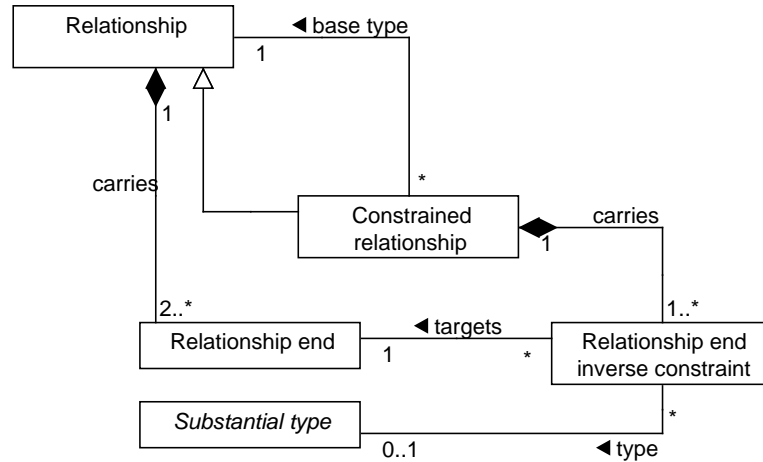 Relationship
◄ base type
1
1
carries
*
Constrained
relationship
carries
1
2..*
1..*
Relationship end
◄ targets
1
*
Relationship end
inverse constraint
Substantial type
*
0..1
◄ type